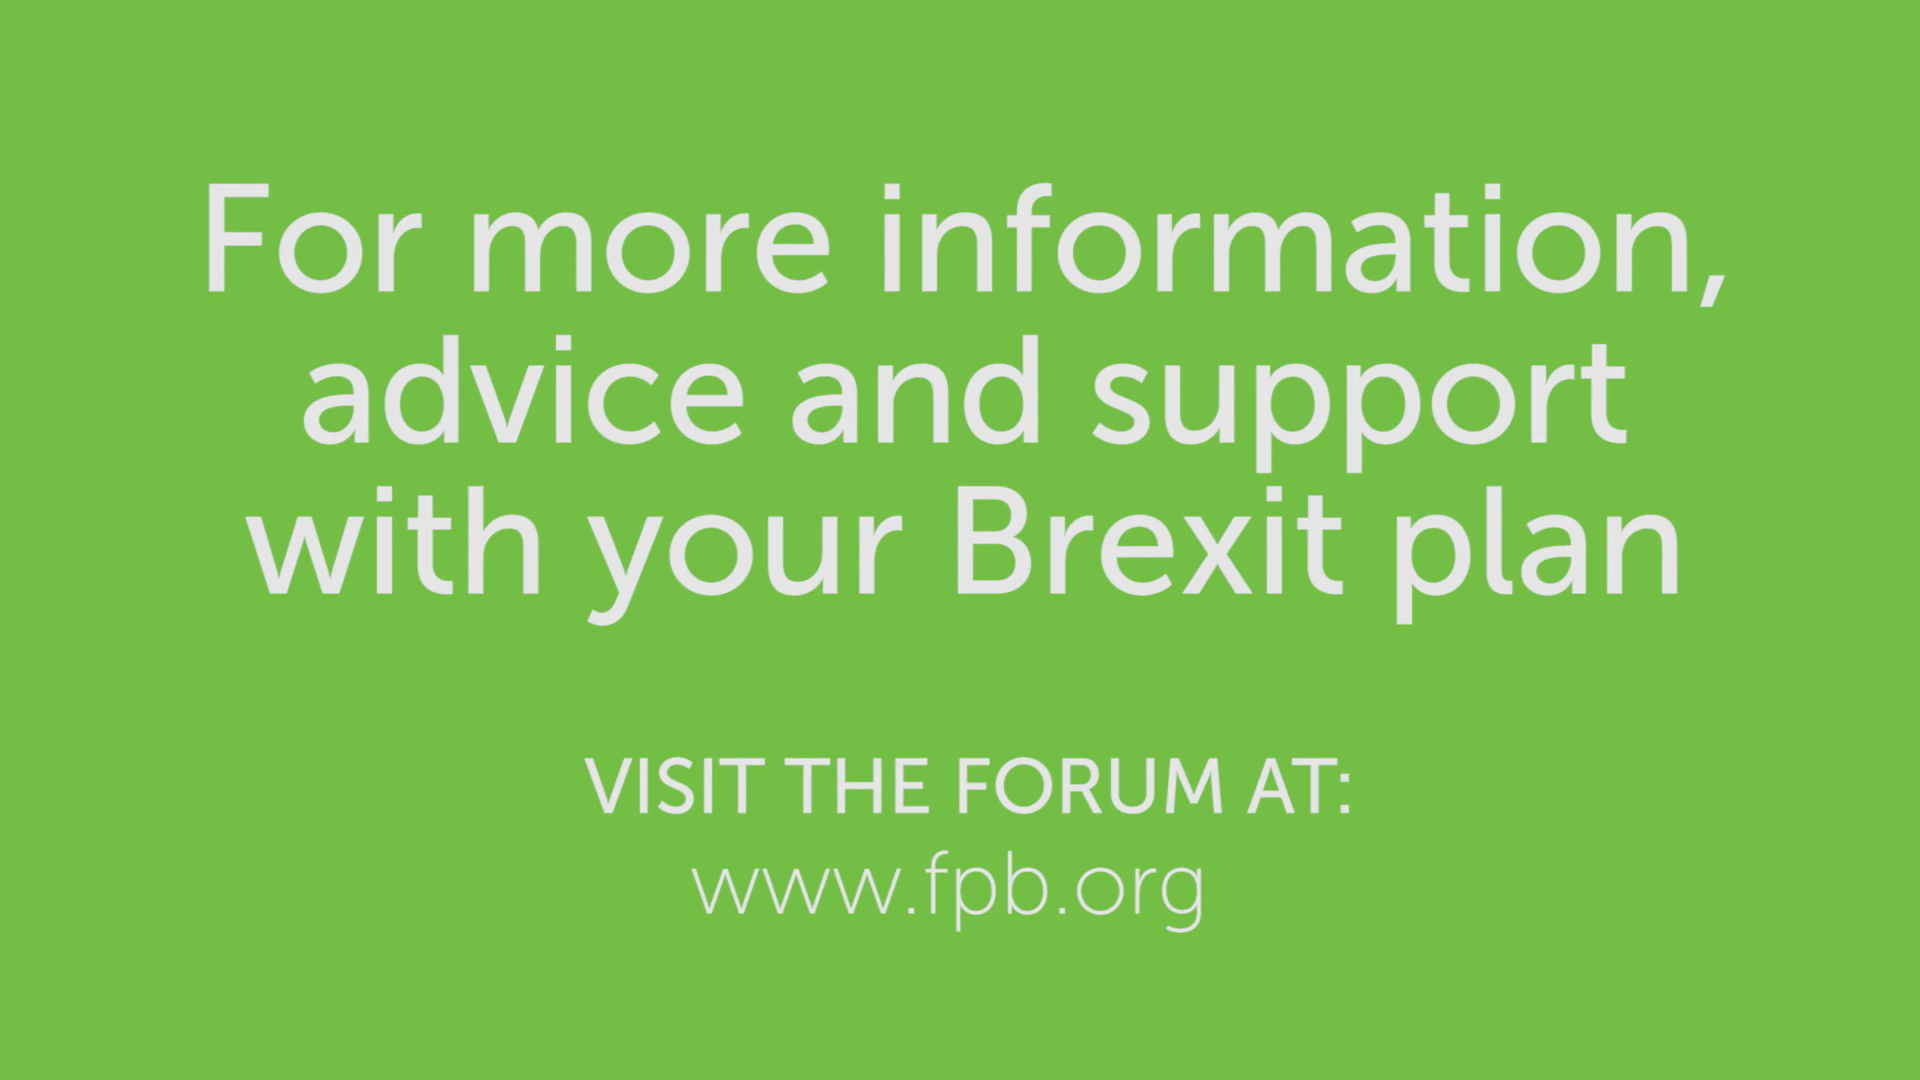 For more information,
advice and support
with your Brexit plan
VISIT THE FORUM AT:
www.fpb.org